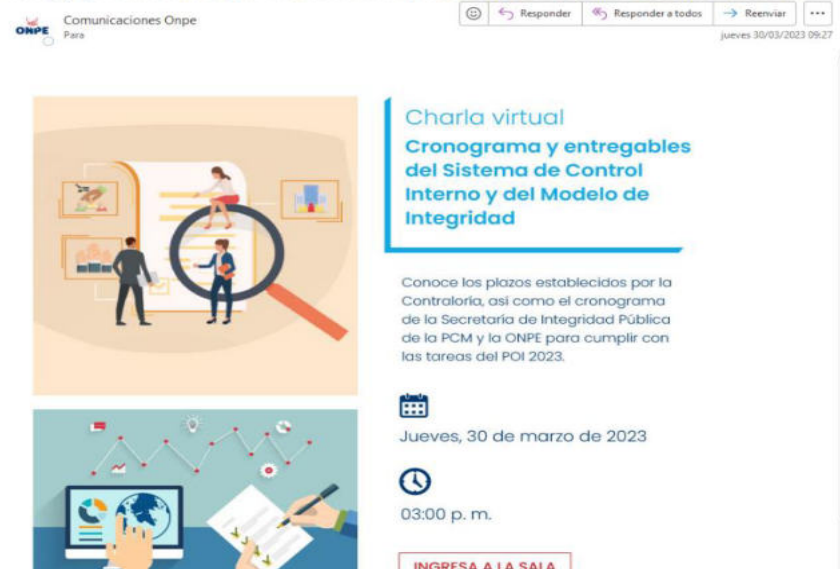 ONPE
Comunicaciones Onpe
Para
Responder
Responder a todos
Reenviar
jueves 30/03/2023 09:27
Charla virtual
Cronograma y entregables
del Sistema de Control
Interno y del Modelo de
Integridad
Conoce los plazos establecidos por la
Contraloría, así como el cronograma
de la Secretaría de Integridad Pública
de la PCM y la ONPE para cumplir con
las tareas del POI 2023.
Jueves, 30 de marzo de 2023
03:00 p. m.
INGRESA A LA SALA